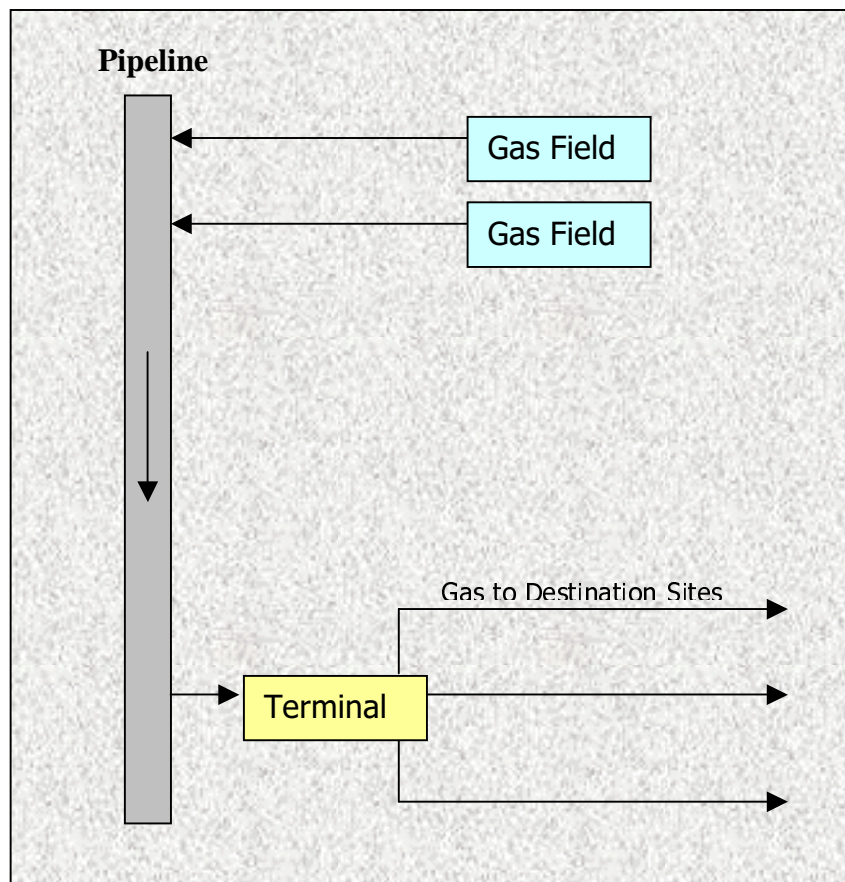 Pipeline
Gas Field
Gas Field
Gas to Destination Sites
Terminal